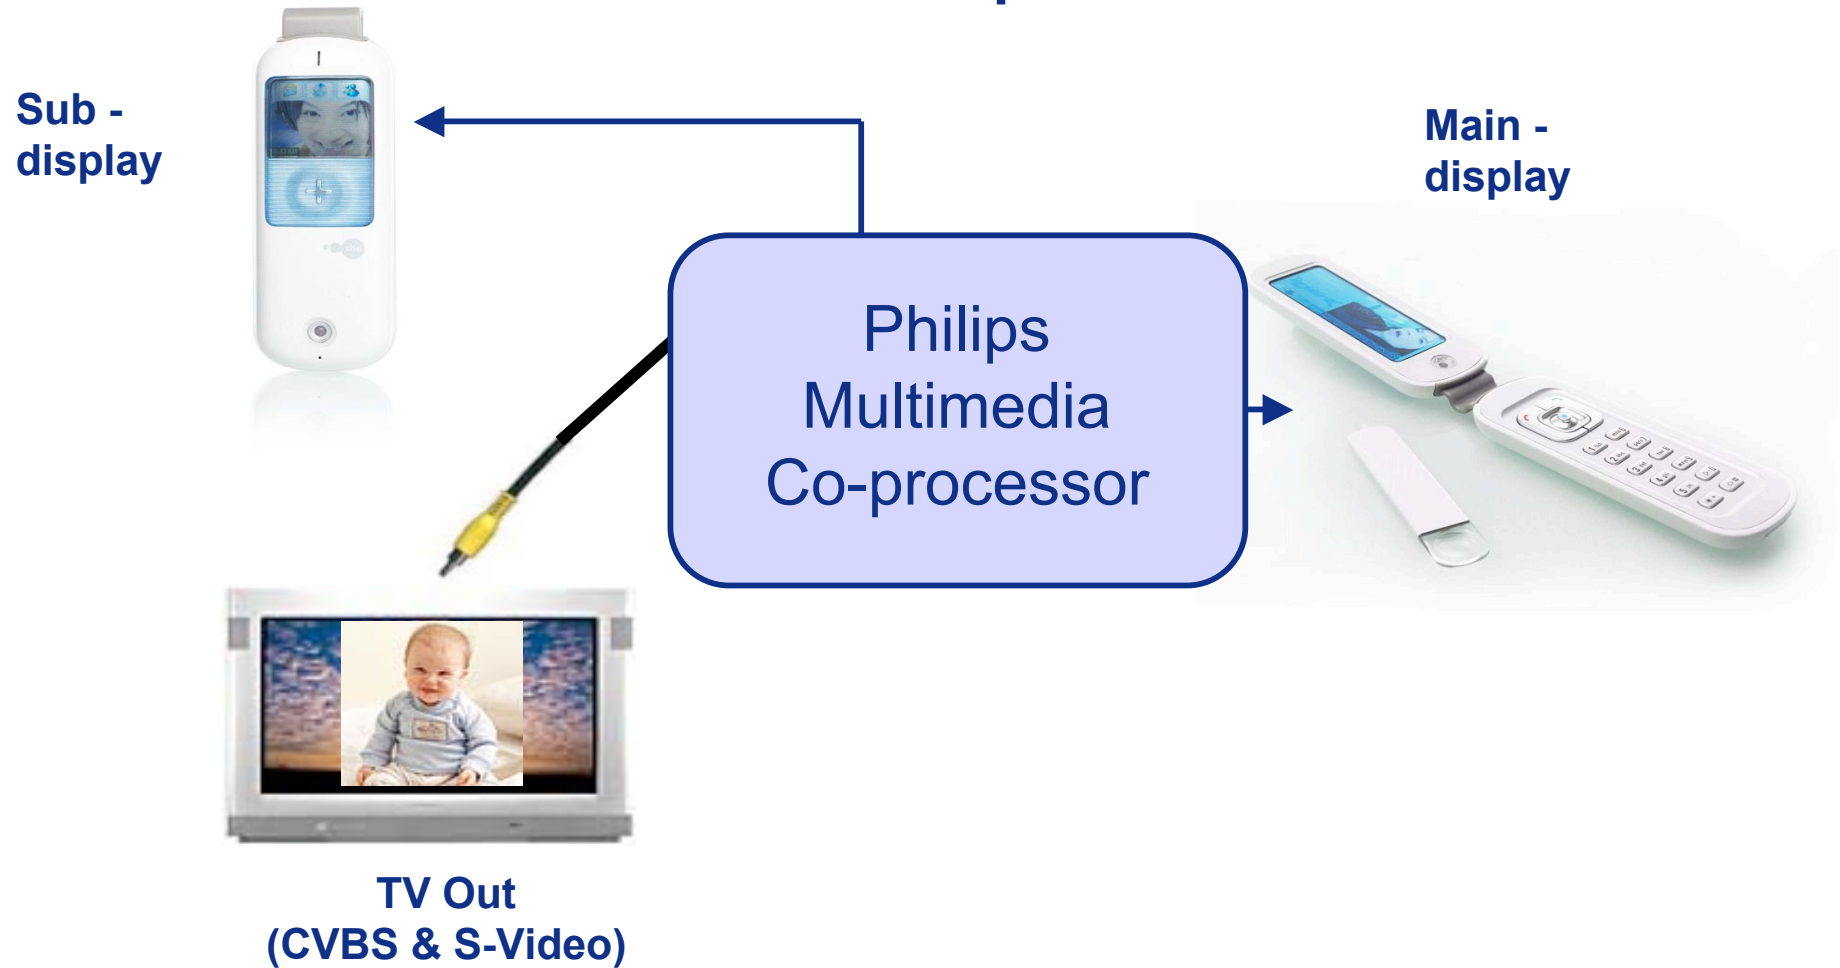 Sub -
display
Main -
display
Philips
Multimedia
Co-processor
TV Out
(CVBS & S-Video)